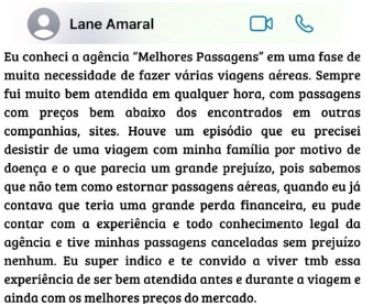 Lane Amaral
Eu conheci a agência "Melhores Passagens" em uma fase de
muita necessidade de fazer várias viagens aéreas. Sempre
fui muito bem atendida em qualquer hora, com passagens
com preços bem abaixo dos encontrados em outras
companhias, sites. Houve um episódio que eu precisei
desistir de uma viagem com minha família por motivo de
doença e o que parecia um grande prejuízo, pois sabemos
que não tem como estornar passagens aéreas, quando eu já
contava que teria uma grande perda financeira, eu pude
contar com a experiência e todo conhecimento legal da
agência e tive minhas passagens canceladas sem prejuízo
nenhum. Eu super indico e te convido a viver tmb essa
experiência de ser bem atendida antes e durante a viagem e
ainda com os melhores preços do mercado.